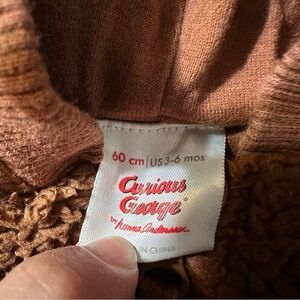 60 cm | US 3-6 mos
Curious
George
by hanna andersson
IN CHINA